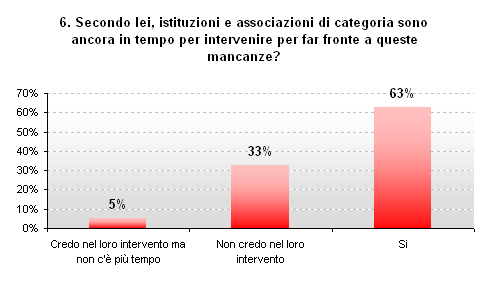 6. Secondo lei, istituzioni e associazioni di categoria sono
ancora in tempo per intervenire per far fronte a queste
mancanze?
70%
60%
50%
40%
30%
20%
10%
0%
5%
33%
63%
Credo nel loro intervento ma
non c'è più tempo
Non credo nel loro
intervento
Si